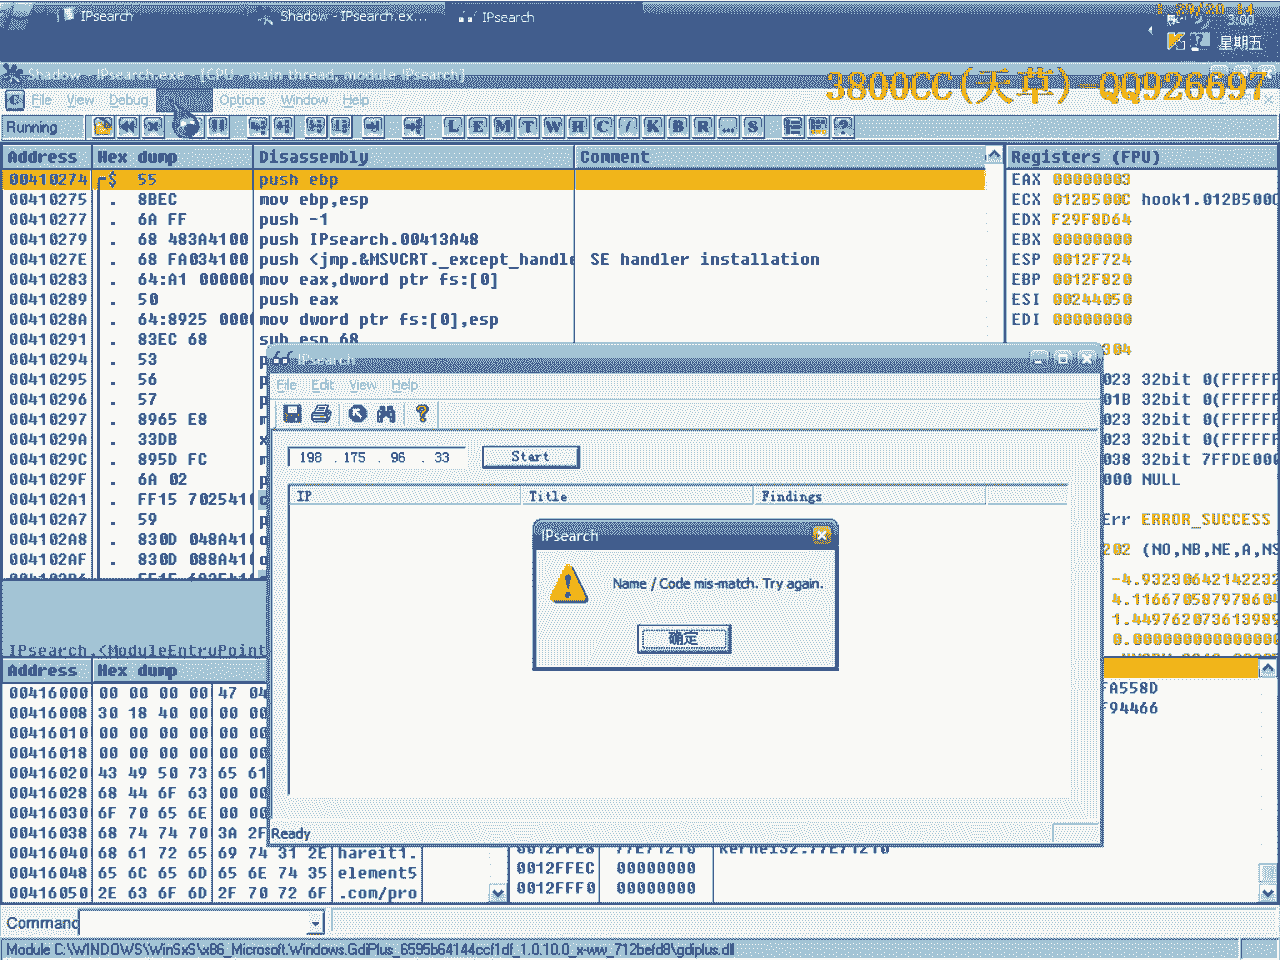 IPsearch
Shadow - IPsearch.ex...
IPsearch
3:00
星期五
Shadow - IPsearch.exe - [CPU - main thread, module IPsearch]
3800CC(天草)-QQ926697
File View Debug Options Window Help
Running
L E M T W H C / K B R ... S
Address Hex dump Disassembly Comment Registers (FPU)
00410274 $ 55 push ebp
00410275 . 8BEC mov ebp,esp
00410277 . 6A FF push -1
00410279 . 68 483A4100 push IPsearch.00413A48
0041027E . 68 FA034100 push <jmp.&MSVCRT._except_handle SE handler installation
00410283 . 64:A1 000000 mov eax,dword ptr fs:[0]
00410289 . 50 push eax
0041028A . 64:8925 0000 mov dword ptr fs:[0],esp
00410291 . 83EC 68 sub esp,68
00410294 . 53
00410295 . 56
00410296 . 57
00410297 . 8965 E8
0041029A . 33DB
0041029C . 895D FC
0041029F . 6A 02
004102A1 . FF15 7025410
004102A7 . 59
004102A8 . 830D 048A41
004102AF . 830D 088A41
EAX 00000003
ECX 012B500C hook1.012B500C
EDX F29F8D64
EBX 00000000
ESP 0012F724
EBP 0012F820
ESI 00244050
EDI 00000000
304
023 32bit 0(FFFFFF
01B 32bit 0(FFFFFF
023 32bit 0(FFFFFF
023 32bit 0(FFFFFF
038 32bit 7FFDE000
000 NULL
Err ERROR_SUCCESS
202 (NO,NB,NE,A,NS
-4.93230642142232
4.11667058797860
1.44976207361398
0.00000000000000
IPsearch
File Edit View Help
198 . 175 . 96 . 33 Start
IP Title Findings
IPsearch
Name / Code mis-match. Try again.
确定
Ready
IPsearch.<ModuleEntryPoint
Address Hex dump
00416000 00 00 00 00 47 04
00416008 30 18 40 00 00 00
00416010 00 00 00 00 00 00
00416018 00 00 00 00 00 00
00416020 43 49 50 73 65 61
00416028 68 44 6F 63 00 00
00416030 6F 70 65 6E 00 00
00416038 68 74 74 70 3A 2F
00416040 68 61 72 65 69 74 31 2E hareit1.
00416048 65 6C 65 6D 65 6E 74 35 element5
00416050 2E 63 6F 6D 2F 70 72 6F .com/pro
FA558D
F94466
0012FFEC 00000000
0012FFF0 00000000
Command
Module C:\WINDOWS\WinSxS\x86_Microsoft.Windows.GdiPlus_6595b64144ccf1df_1.0.10.0_x-ww_712befd8\gdiplus.dll